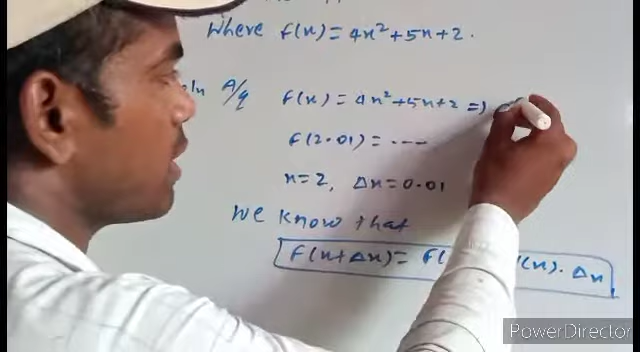 Where f(x) = 4x²+5x+2.
A/q f(x) = 4x²+5x+2 ⇒
f(2.01) = ---
x=2, Δx=0.01
We know that
f(x+Δx) = f( (x). Δx
PowerDirector